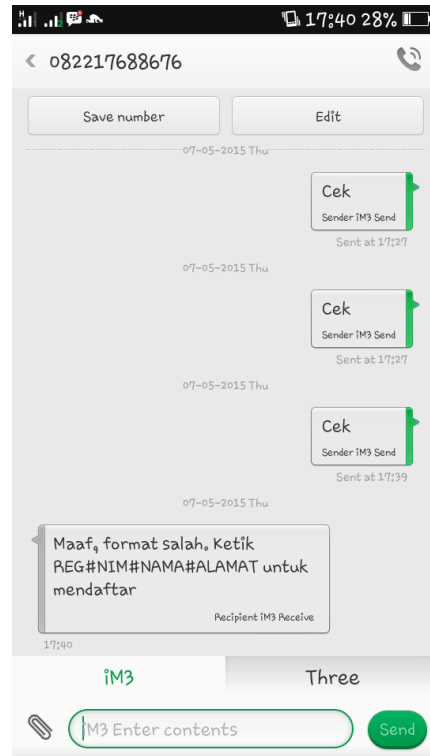 17:40 28%
082217688676
Save number
Edit
07-05-2015 Thu
Cek
Sender iM3 Send
Sent at 17:27
07-05-2015 Thu
Cek
Sender iM3 Send
Sent at 17:27
07-05-2015 Thu
Cek
Sender iM3 Send
Sent at 17:39
07-05-2015 Thu
Maaf, format salah. Ketik
REG#NIM#NAMA#ALAMAT untuk
mendaftar
Recipient iM3 Receive
17:40
iM3
Three
iM3 Enter contents
Send